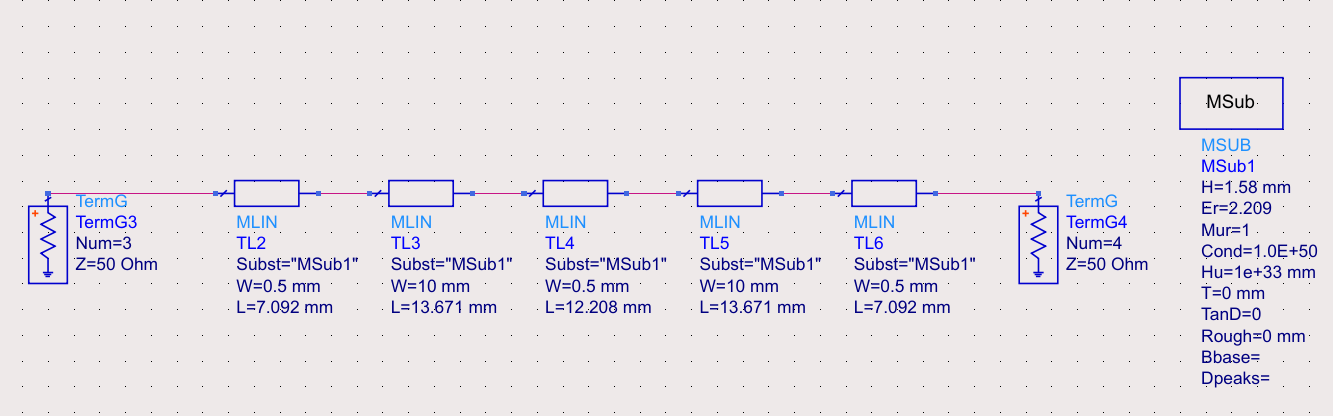 TermG
TermG3
Num=3
Z=50 Ohm
MLIN
TL2
Subst="MSub1"
W=0.5 mm
L=7.092 mm
MLIN
TL3
Subst="MSub1"
W=10 mm
L=13.671 mm
MLIN
TL4
Subst="MSub1"
W=0.5 mm
L=12.208 mm
MLIN
TL5
Subst="MSub1"
W=10 mm
L=13.671 mm
MLIN
TL6
Subst="MSub1"
W=0.5 mm
L=7.092 mm
TermG
TermG4
Num=4
Z=50 Ohm
MSub
MSUB
MSub1
H=1.58 mm
Er=2.209
Mur=1
Cond=1.0E+50
Hu=1e+33 mm
T=0 mm
TanD=0
Rough=0 mm
Bbase=
Dpeaks=